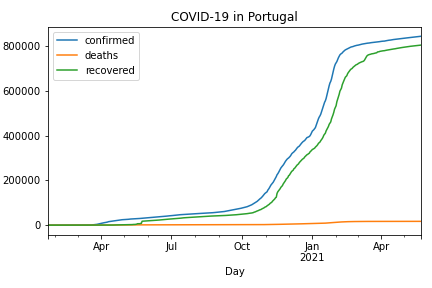 COVID-19 in Portugal
confirmed
deaths
recovered
800000
600000
400000
200000
0
Apr Jul Oct Jan Apr
2021
Day